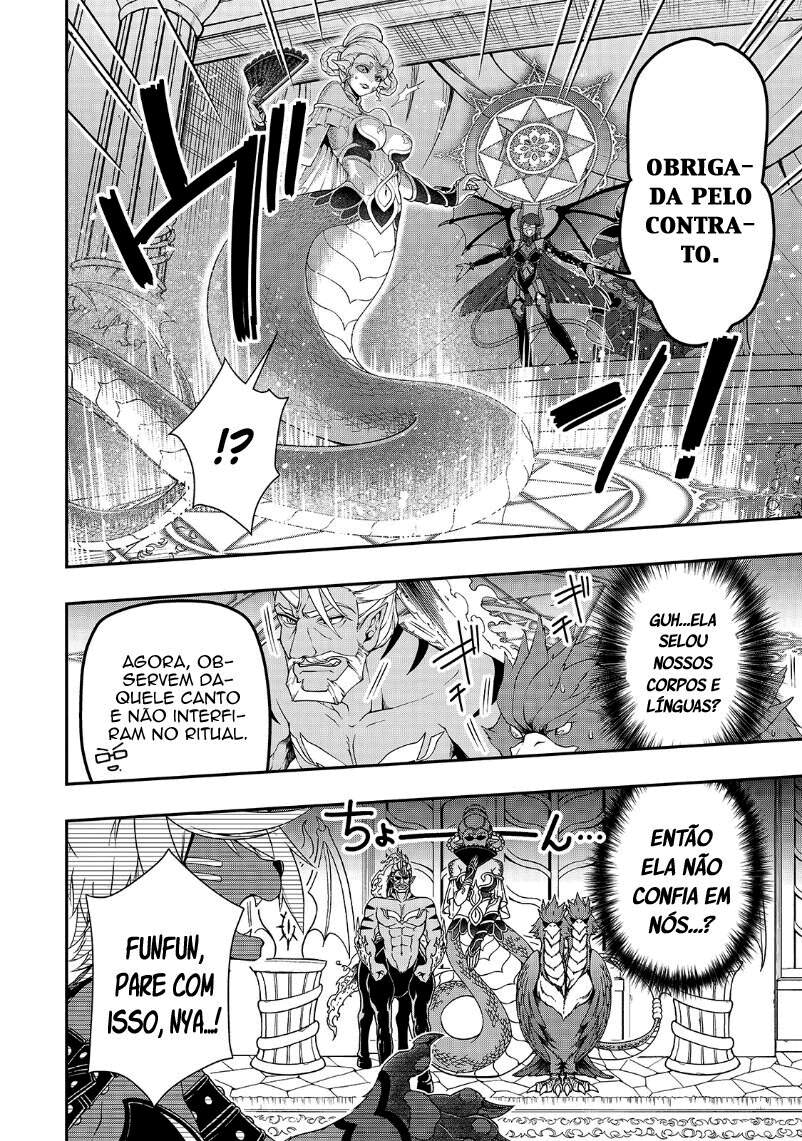 OBRIGA-
DA PELO
CONTRA-
TO.
!?
GUH...ELA
SELOU
NOSSOS
CORPOS E
LÍNGUAS?
AGORA, OB-
SERVEM DA-
QUELE CANTO
E NÃO INTERFI-
RAM NO RITUAL.
ENTÃO
ELA NÃO
CONFIA EM
NÓS...?
ちょーーん…
FUNFUN,
PARE COM
ISSO, NYA...!